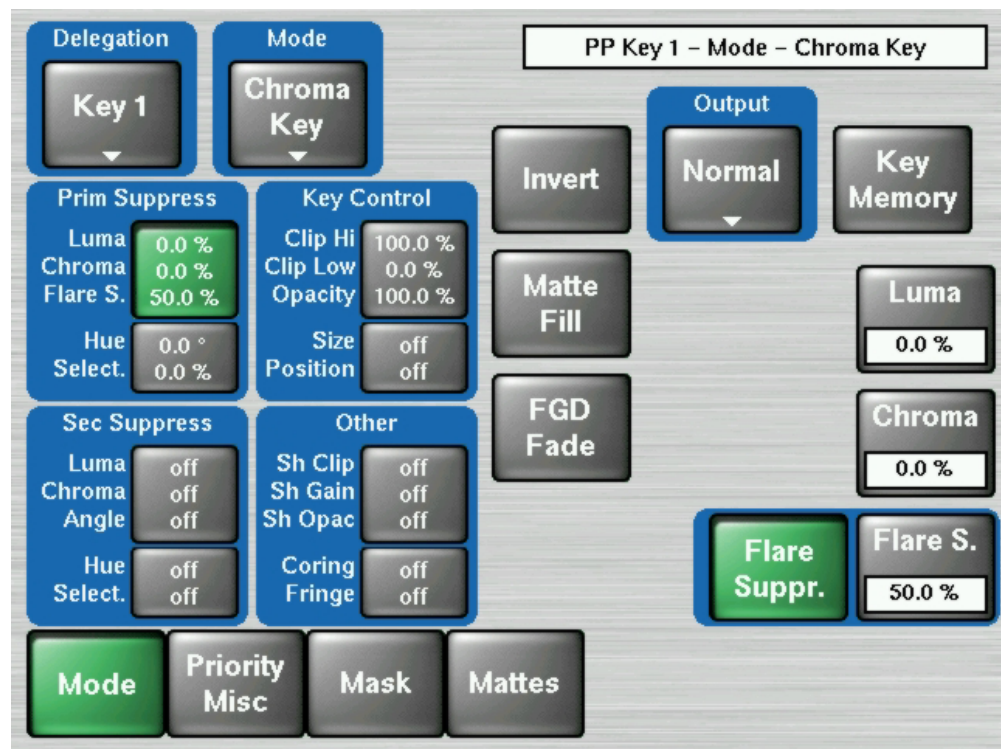 Delegation
Key 1
Mode
Chroma
Key
PP Key 1 – Mode – Chroma Key
Output
Normal
Invert
Key
Memory
Prim Suppress
Luma 0.0 %
Chroma 0.0 %
Flare S. 50.0 %
Hue 0.0 °
Select. 0.0 %
Key Control
Clip Hi 100.0 %
Clip Low 0.0 %
Opacity 100.0 %
Size off
Position off
Matte
Fill
Luma
0.0 %
FGD
Fade
Chroma
0.0 %
Sec Suppress
Luma off
Chroma off
Angle off
Hue off
Select. off
Other
Sh Clip off
Sh Gain off
Sh Opac off
Coring off
Fringe off
Flare
Suppr.
Flare S.
50.0 %
Mode
Priority
Misc
Mask
Mattes